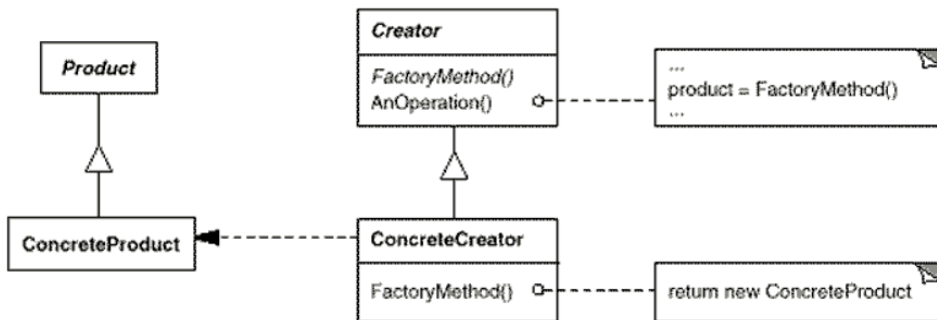 Product
ConcreteProduct
Creator
FactoryMethod()
AnOperation()
...
product = FactoryMethod()
...
ConcreteCreator
FactoryMethod()
return new ConcreteProduct